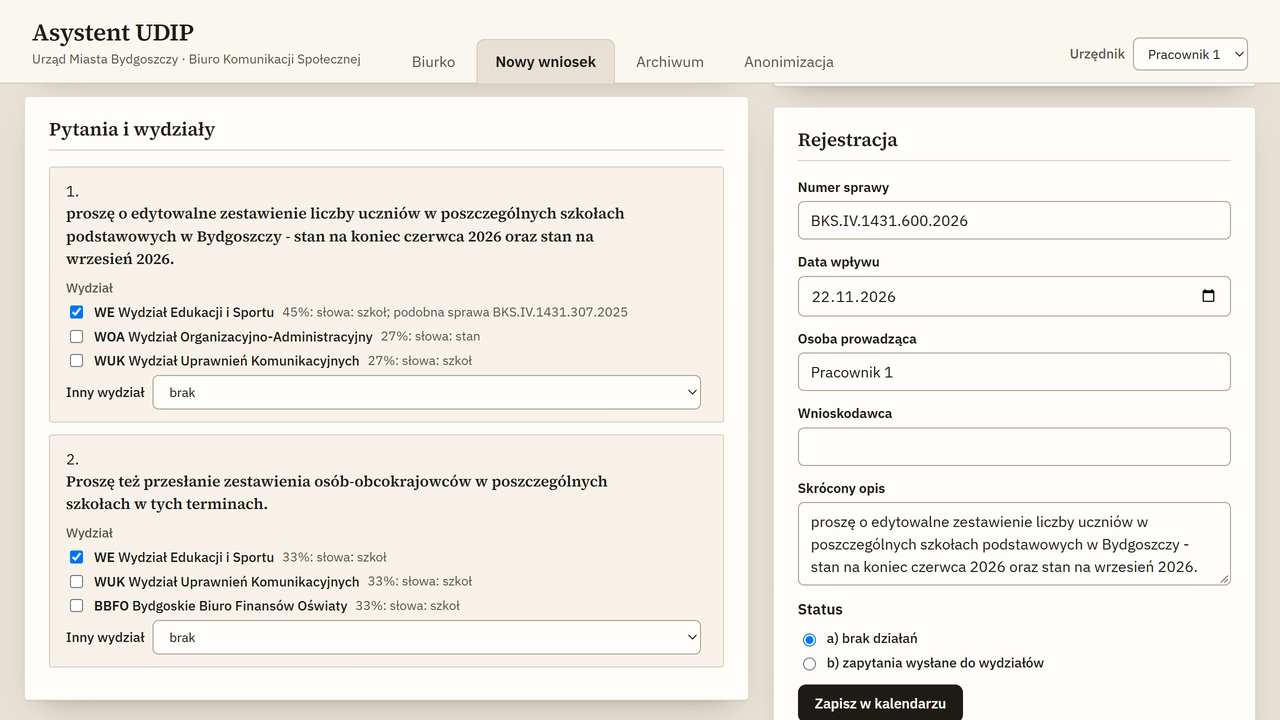 Asystent UDIP
Urząd Miasta Bydgoszczy · Biuro Komunikacji Społecznej
Biurko
Nowy wniosek
Archiwum
Anonimizacja
Urzędnik
Pracownik 1
Pytania i wydziały
1.
proszę o edytowalne zestawienie liczby uczniów w poszczególnych szkołach
podstawowych w Bydgoszczy - stan na koniec czerwca 2026 oraz stan na
wrzesień 2026.
Wydział
WE Wydział Edukacji i Sportu 45%: słowa: szkoł; podobna sprawa BKS.IV.1431.307.2025
WOA Wydział Organizacyjno-Administracyjny 27%: słowa: stan
WUK Wydział Uprawnień Komunikacyjnych 27%: słowa: szkoł
Inny wydział brak
2.
Proszę też przesłanie zestawienia osób-obcokrajowców w poszczególnych
szkołach w tych terminach.
Wydział
WE Wydział Edukacji i Sportu 33%: słowa: szkoł
WUK Wydział Uprawnień Komunikacyjnych 33%: słowa: szkoł
BBFO Bydgoskie Biuro Finansów Oświaty 33%: słowa: szkoł
Inny wydział brak
Rejestracja
Numer sprawy
BKS.IV.1431.600.2026
Data wpływu
22.11.2026
Osoba prowadząca
Pracownik 1
Wnioskodawca
Skrócony opis
proszę o edytowalne zestawienie liczby uczniów w
poszczególnych szkołach podstawowych w Bydgoszczy -
stan na koniec czerwca 2026 oraz stan na wrzesień 2026.
Status
a) brak działań
b) zapytania wysłane do wydziałów
Zapisz w kalendarzu